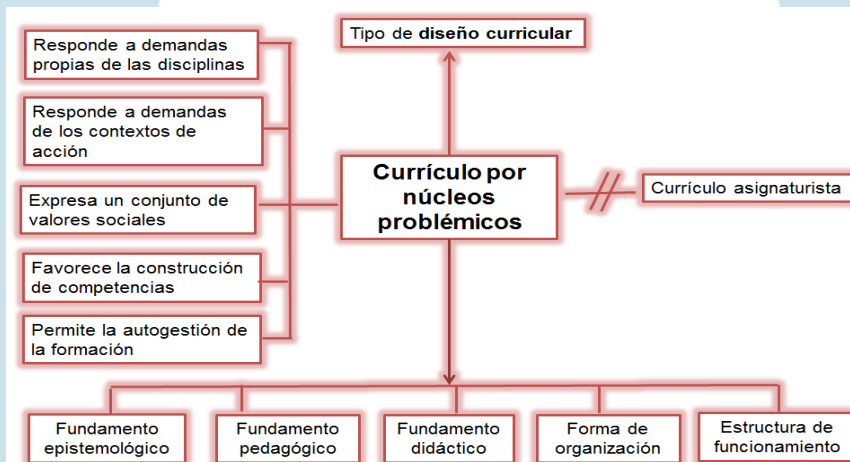 Responde a demandas
propias de las disciplinas
Responde a demandas
de los contextos de
acción
Expresa un conjunto de
valores sociales
Favorece la construcción
de competencias
Permite la autogestión de
la formación
Tipo de diseño curricular
Currículo por
núcleos
problémicos
Currículo asignaturista
Fundamento
epistemológico
Fundamento
pedagógico
Fundamento
didáctico
Forma de
organización
Estructura de
funcionamiento